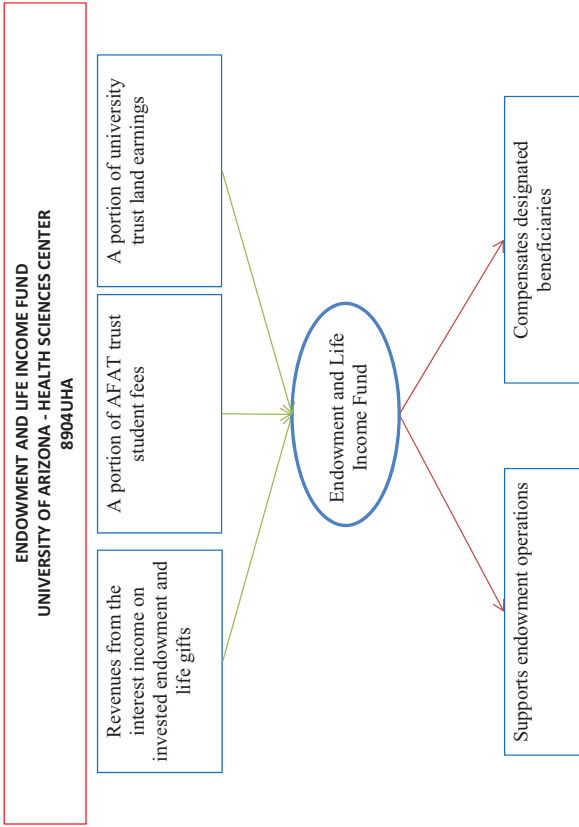 ENDOWMENT AND LIFE INCOME FUND
UNIVERSITY OF ARIZONA - HEALTH SCIENCES CENTER
8904UHA
Revenues from the
interest income on
invested endowment and
life gifts
A portion of AFAT trust
student fees
A portion of university
trust land earnings
Endowment and Life
Income Fund
Supports endowment operations
Compensates designated
beneficiaries